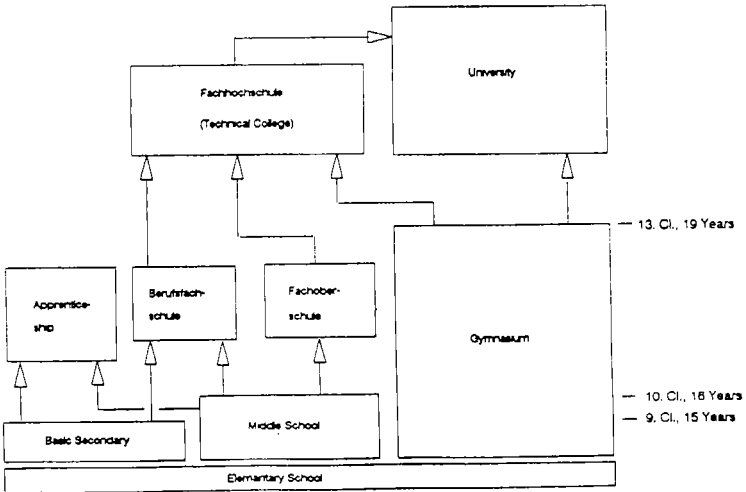 University
Fachhochschule
(Technical College)
13. Cl., 19 Years
Apprentice-
ship
Berufsfach-
schule
Fachober-
schule
Gymnasium
10. Cl., 16 Years
9. Cl., 15 Years
Basic Secondary
Middle School
Elemantary School